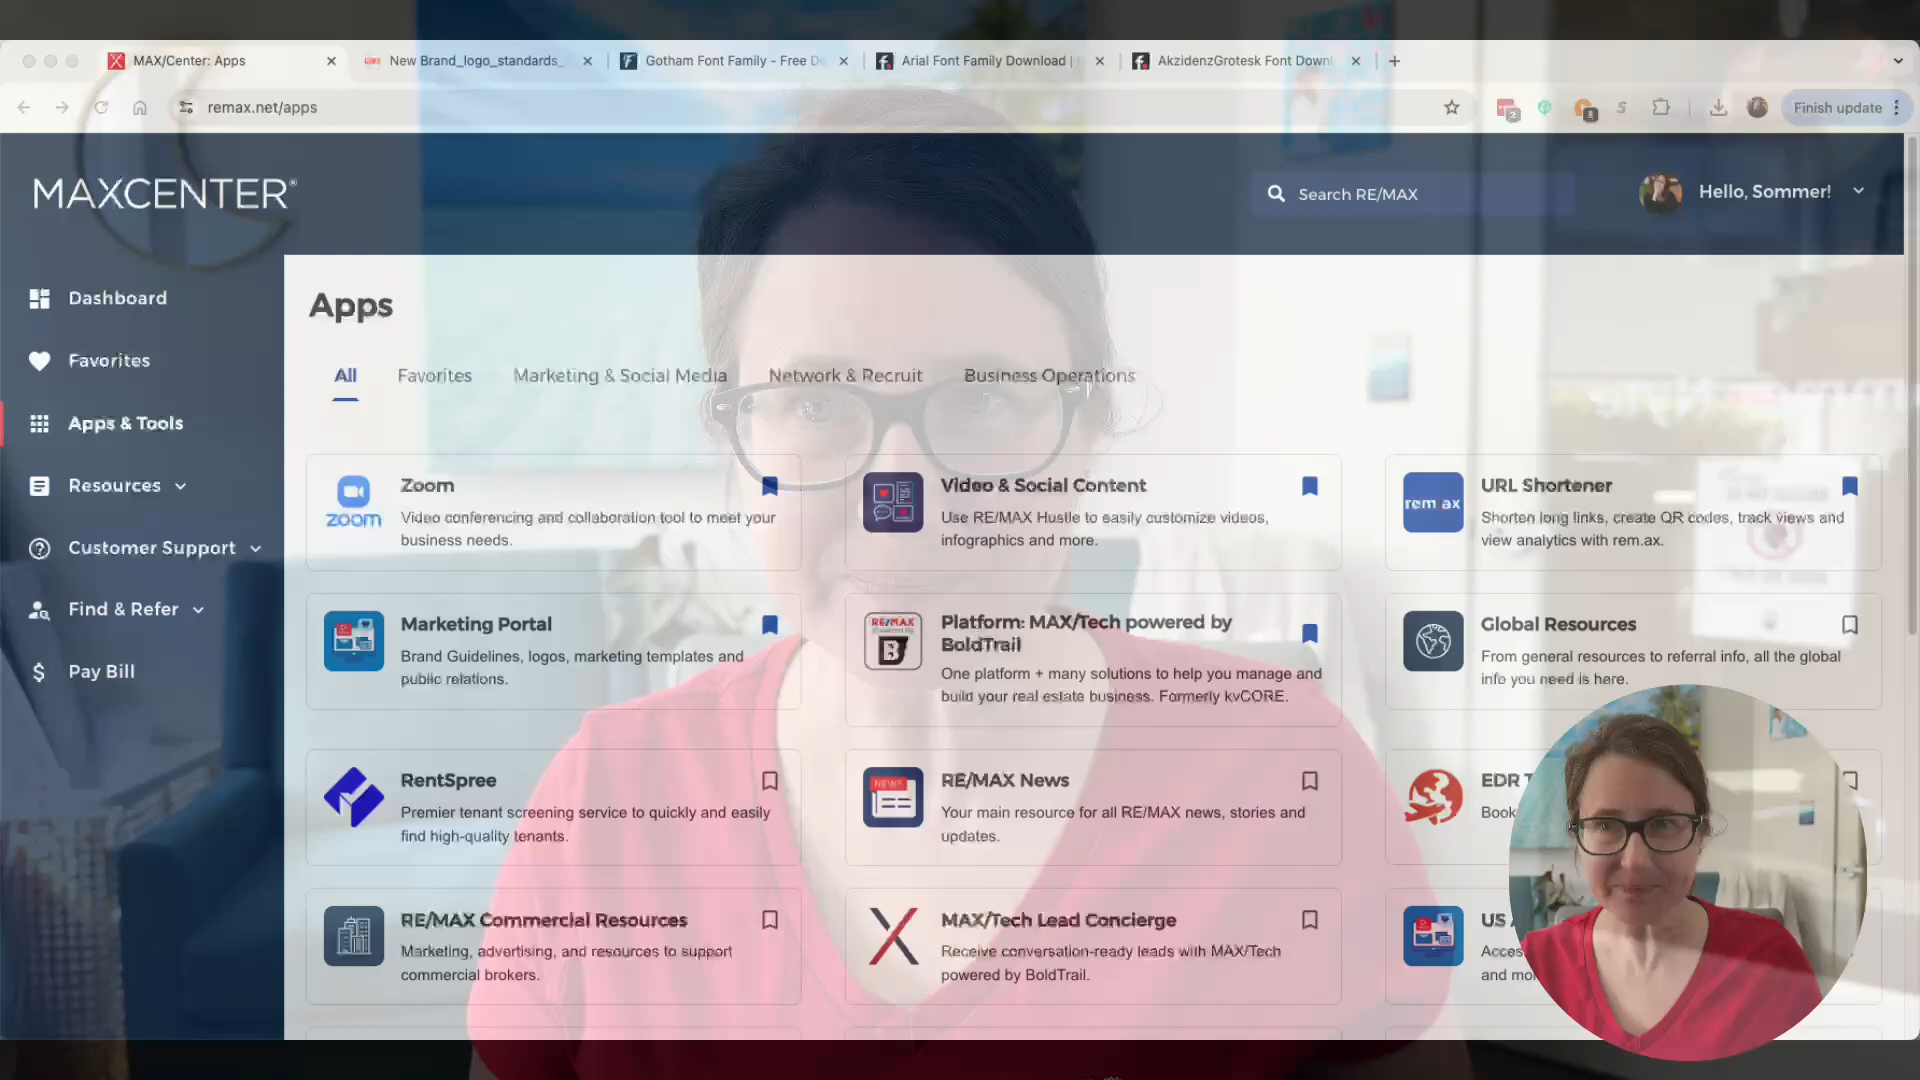 MAX/Center: Apps
New Brand_logo_standards_
Gotham Font Family - Free D
Arial Font Family Download |
AkzidenzGrotesk Font Down
remax.net/apps
2
Finish update
MAXCENTER®
Search RE/MAX
Hello, Sommer!
Dashboard
Favorites
Apps & Tools
Resources
Customer Support
Find & Refer
Pay Bill
Apps
All
Favorites
Marketing & Social Media
Network & Recruit
Business Operations
zoom
Zoom
Video conferencing and collaboration tool to meet your
business needs.
Video & Social Content
Use RE/MAX Hustle to easily customize videos,
infographics and more.
rem.ax
URL Shortener
Shorten long links, create QR codes, track views and
view analytics with rem.ax.
Marketing Portal
Brand Guidelines, logos, marketing templates and
public relations.
RE/MAX
B
Platform: MAX/Tech powered by
BoldTrail
One platform + many solutions to help you manage and
build your real estate business. Formerly kvCORE.
Global Resources
From general resources to referral info, all the global
info you need is here.
RentSpree
Premier tenant screening service to quickly and easily
find high-quality tenants.
NEWS
RE/MAX News
Your main resource for all RE/MAX news, stories and
updates.
EDR T
Book
RE/MAX Commercial Resources
Marketing, advertising, and resources to support
commercial brokers.
MAX/Tech Lead Concierge
Receive conversation-ready leads with MAX/Tech
powered by BoldTrail.
US
Acces
and mo